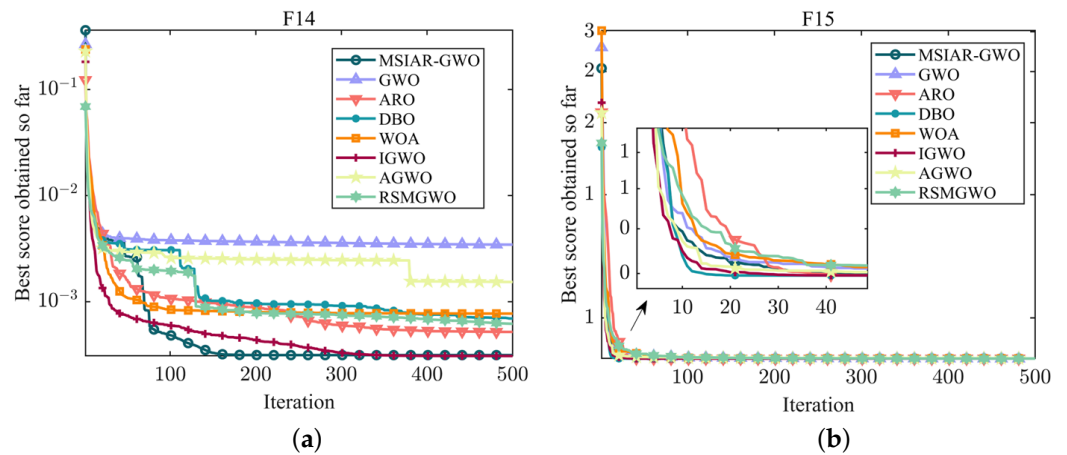 F14
Best score obtained so far
10⁻¹
10⁻²
10⁻³
MSIAR-GWO
GWO
ARO
DBO
WOA
IGWO
AGWO
RSMGWO
100
200
300
400
500
Iteration
(a)
F15
Best score obtained so far
3
2
2
1
1
MSIAR-GWO
GWO
ARO
DBO
WOA
IGWO
AGWO
RSMGWO
1
1
0
0
10
20
30
40
100
200
300
400
500
Iteration
(b)